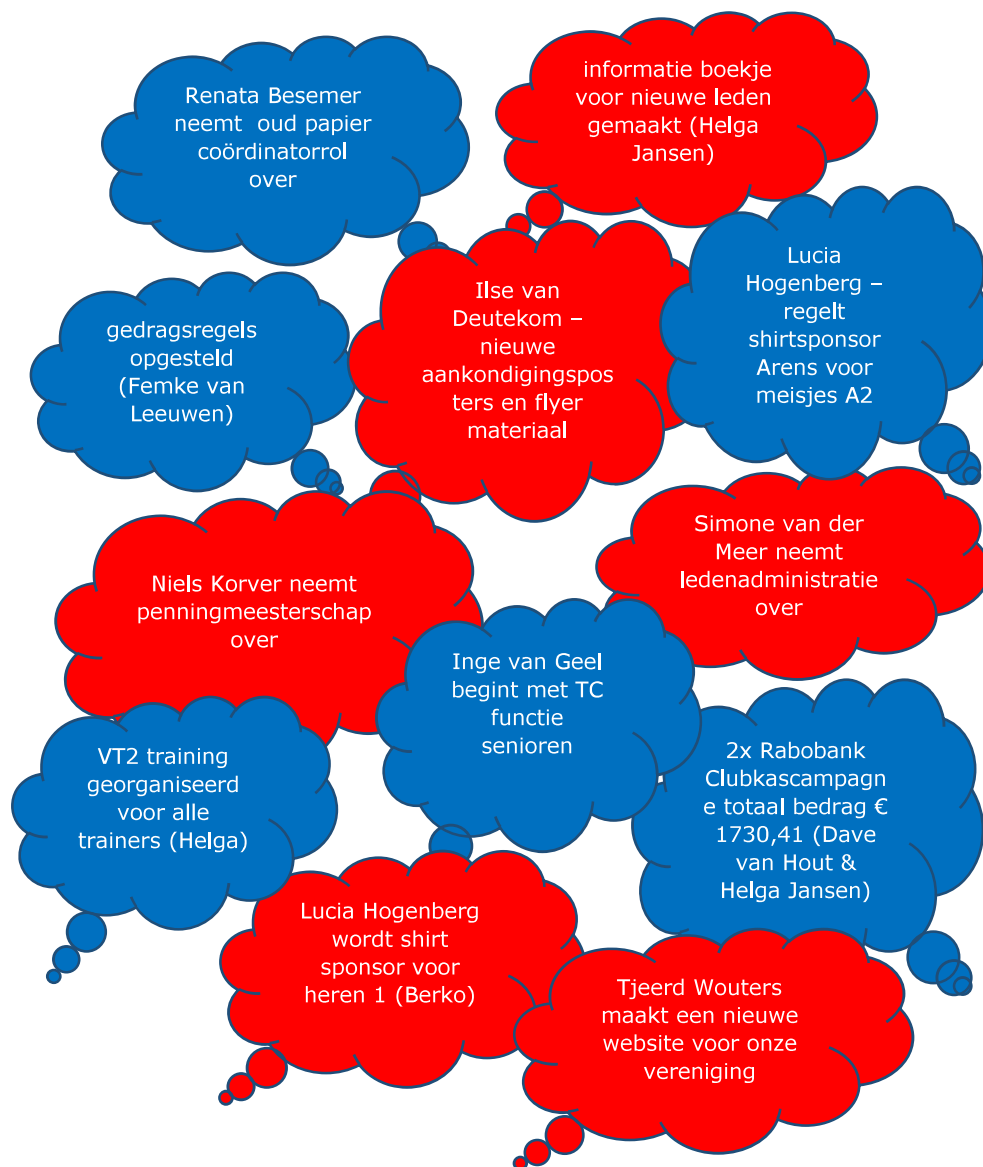 Renata Besemer
neemt oud papier
coördinatorrol
over
informatie boekje
voor nieuwe leden
gemaakt (Helga
Jansen)
gedragsregels
opgesteld
(Femke van
Leeuwen)
Ilse van
Deutekom –
nieuwe
aankondigingspos
ters en flyer
materiaal
Lucia
Hogenberg –
regelt
shirtsponsor
Arens voor
meisjes A2
Niels Korver neemt
penningmeesterschap
over
Simone van der
Meer neemt
ledenadministratie
over
Inge van Geel
begint met TC
functie
senioren
VT2 training
georganiseerd
voor alle
trainers (Helga)
2x Rabobank
Clubkascampagn
e totaal bedrag €
1730,41 (Dave
van Hout &
Helga Jansen)
Lucia Hogenberg
wordt shirt
sponsor voor
heren 1 (Berko)
Tjeerd Wouters
maakt een nieuwe
website voor onze
vereniging